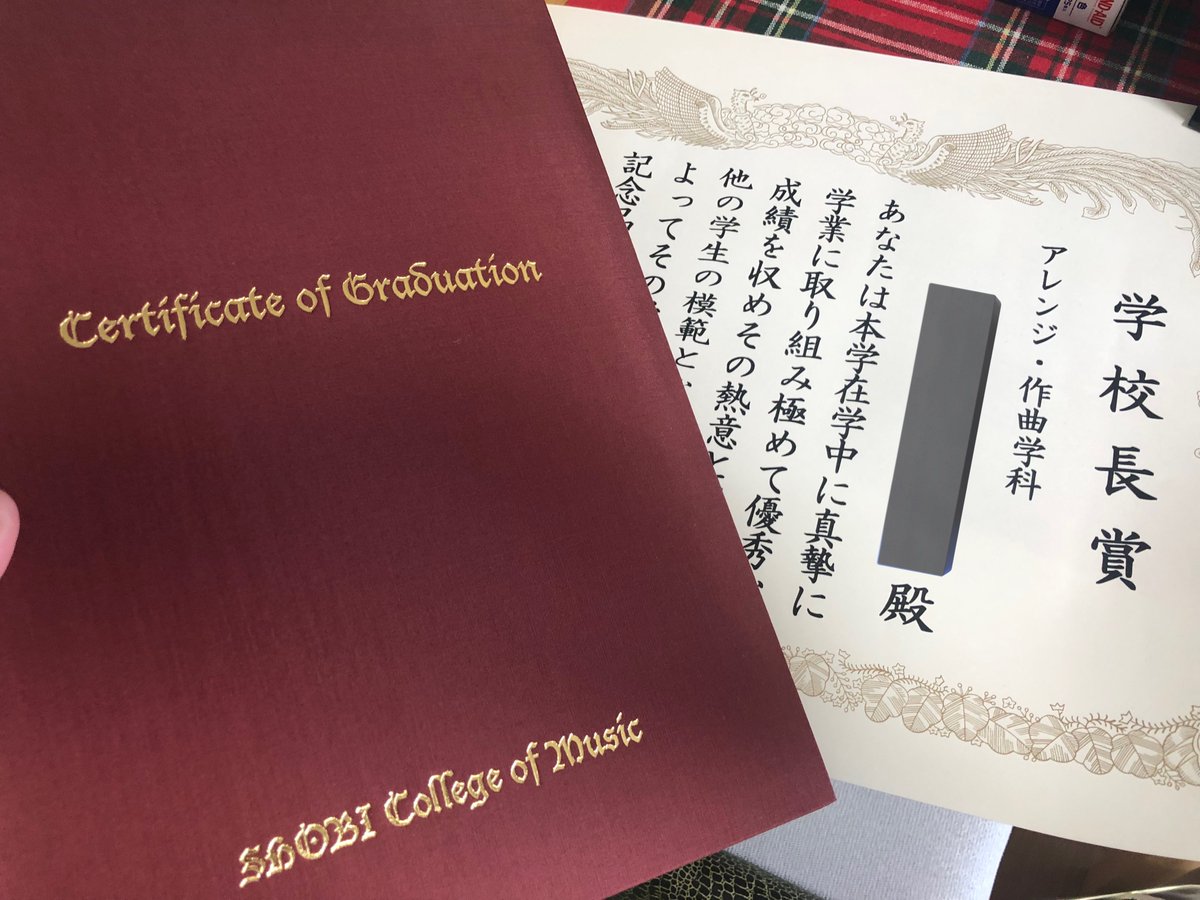 Certificate of Graduation
SHOBI College of Music
学校長賞
アレンジ・作曲学科
殿
あなたは本学在学中に真摯に
学業に取り組み極めて優秀
成績を収めその熱意と
他の学生の模範と
よってその
記念
BAND-AID